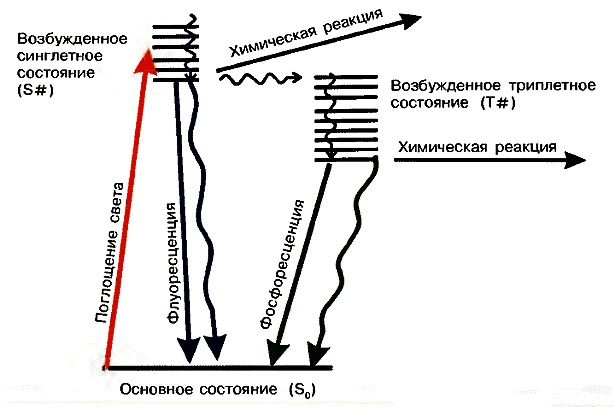 Возбужденное
синглетное
состояние
(S#)
Химическая реакция
Возбужденное триплетное
состояние (T#)
Химическая реакция
Поглощение света
Флуоресценция
Фосфоресценция
Основное состояние (S₀)